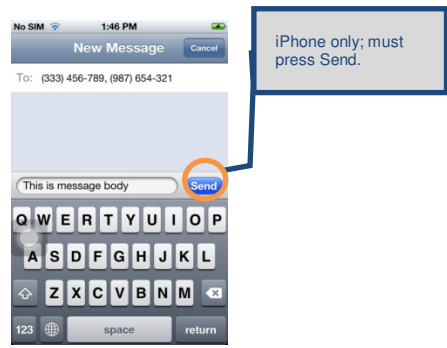 No SIM 1:46 PM
New Message Cancel
To: (333) 456-789, (987) 654-321
iPhone only; must
press Send.
This is message body Send
Q W E R T Y U I O P
A S D F G H J K L
Z X C V B N M
123 space return